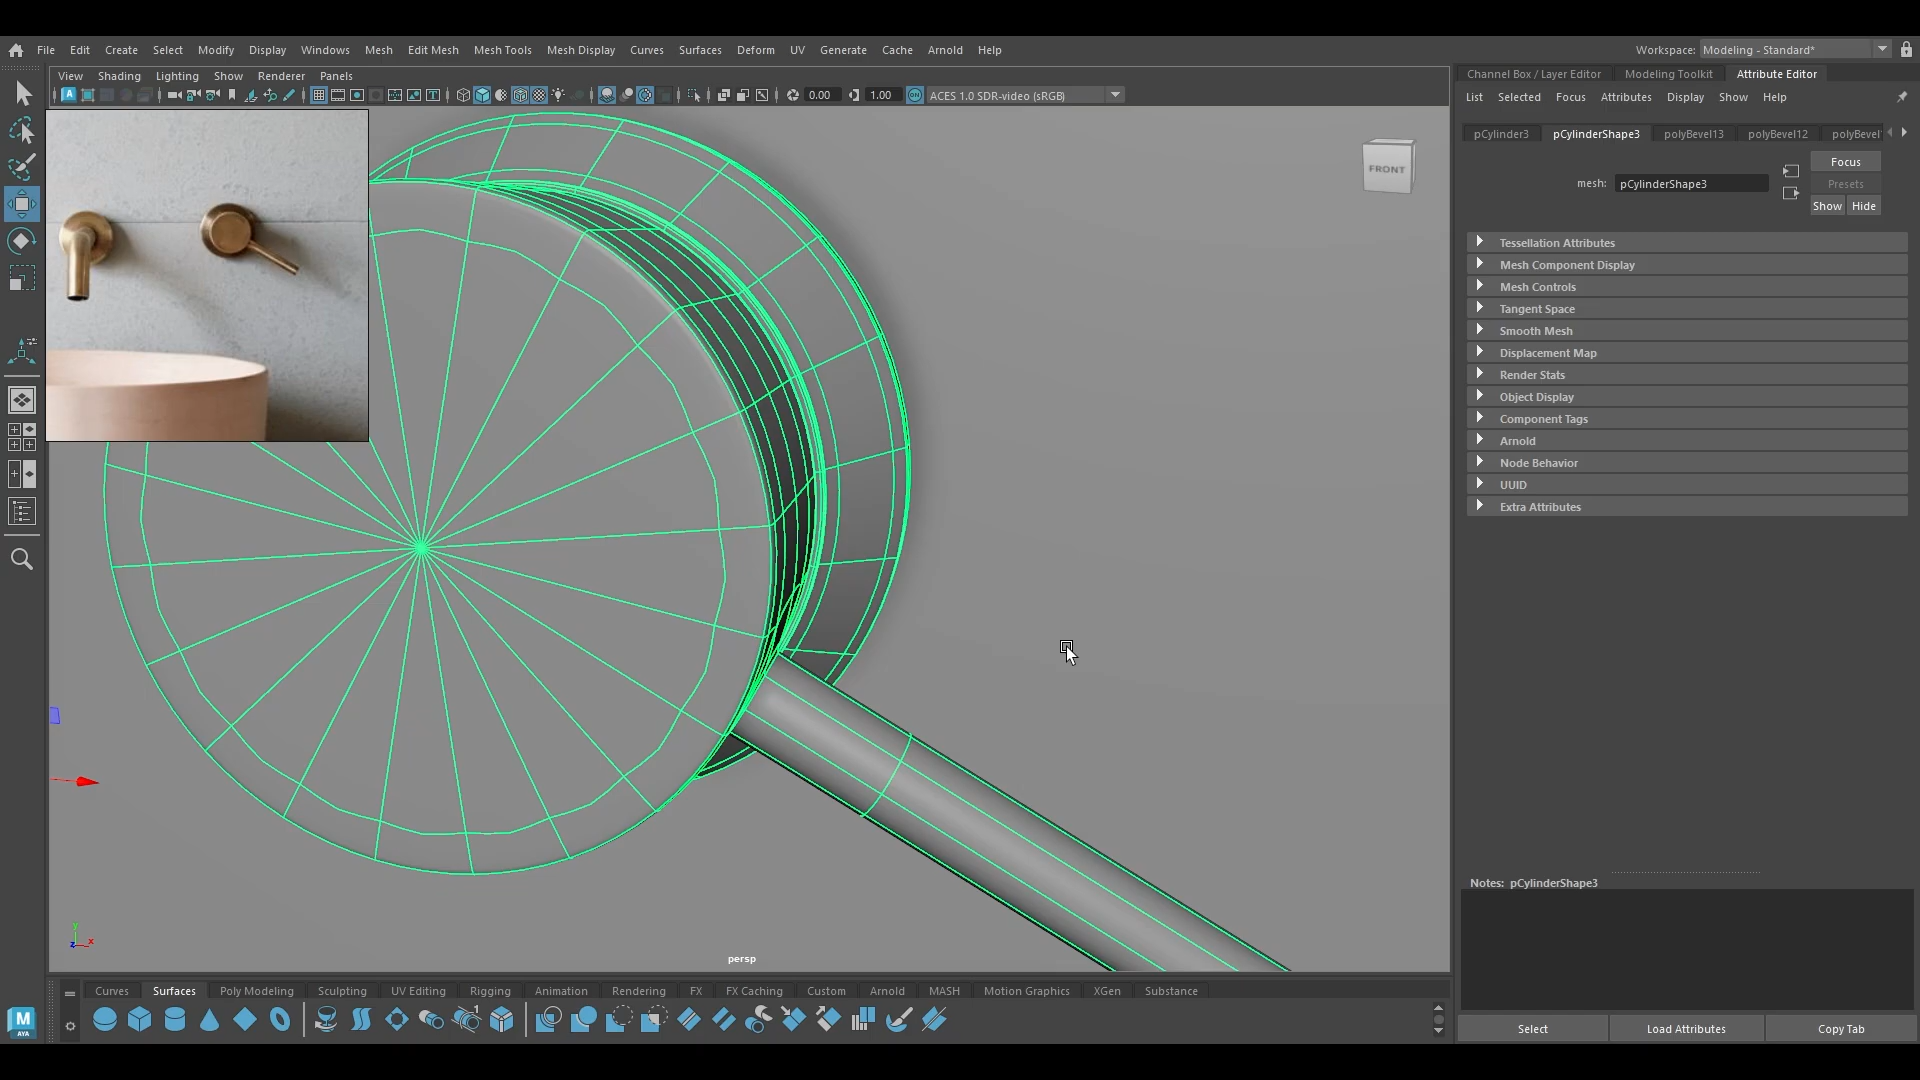 File Edit Create Select Modify Display Windows Mesh Edit Mesh Mesh Tools Mesh Display Curves Surfaces Deform UV Generate Cache Arnold Help Workspace: Modeling - Standard*
View Shading Lighting Show Renderer Panels
Channel Box / Layer Editor Modeling Toolkit Attribute Editor
0.00 1.00 ON ACES 1.0 SDR-video (sRGB)
List Selected Focus Attributes Display Show Help
pCylinder3 pCylinderShape3 polyBevel13 polyBevel12 polyBevel
Focus
mesh: pCylinderShape3 Presets
Show Hide
FRONT
Tessellation Attributes
Mesh Component Display
Mesh Controls
Tangent Space
Smooth Mesh
Displacement Map
Render Stats
Object Display
Component Tags
Arnold
Node Behavior
UUID
Extra Attributes
Notes: pCylinderShape3
y
z x
persp
Curves Surfaces Poly Modeling Sculpting UV Editing Rigging Animation Rendering FX FX Caching Custom Arnold MASH Motion Graphics XGen Substance
M
AYA
Select Load Attributes Copy Tab